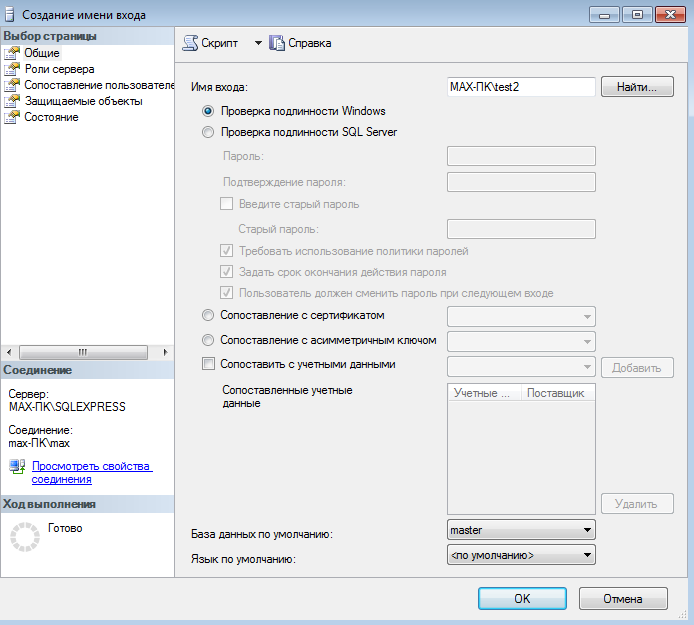 Создание имени входа
Выбор страницы
Общие
Роли сервера
Сопоставление пользователе
Защищаемые объекты
Состояние
Скрипт
Справка
Имя входа:
MAX-ПК\test2
Найти...
Проверка подлинности Windows
Проверка подлинности SQL Server
Пароль:
Подтверждение пароля:
Введите старый пароль
Старый пароль:
Требовать использование политики паролей
Задать срок окончания действия пароля
Пользователь должен сменить пароль при следующем входе
Сопоставление с сертификатом
Сопоставление с асимметричным ключом
Сопоставить с учетными данными
Добавить
Сопоставленные учетные
данные
Учетные ...
Поставщик
Удалить
База данных по умолчанию:
master
Язык по умолчанию:
<по умолчанию>
Соединение
Сервер:
MAX-ПК\SQLEXPRESS
Соединение:
max-ПК\max
Просмотреть свойства
соединения
Ход выполнения
Готово
OK
Отмена